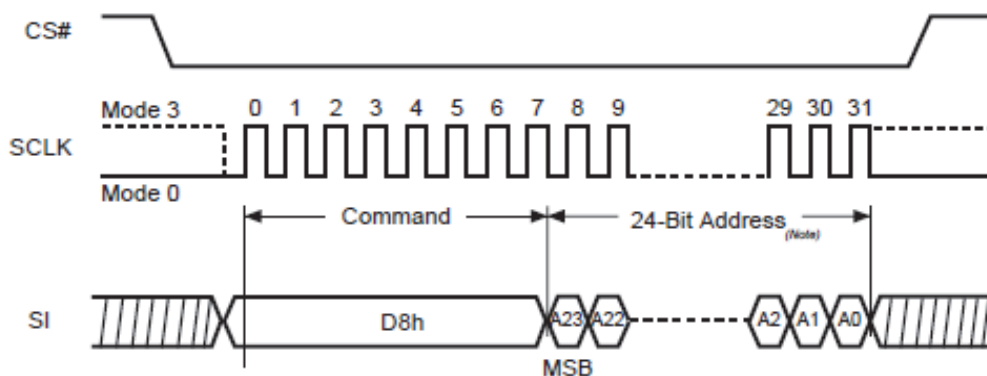 CS#
Mode 3 0 1 2 3 4 5 6 7 8 9 29 30 31
SCLK
Mode 0
Command 24-Bit Address (Note)
SI D8h A23 A22 A2 A1 A0
MSB